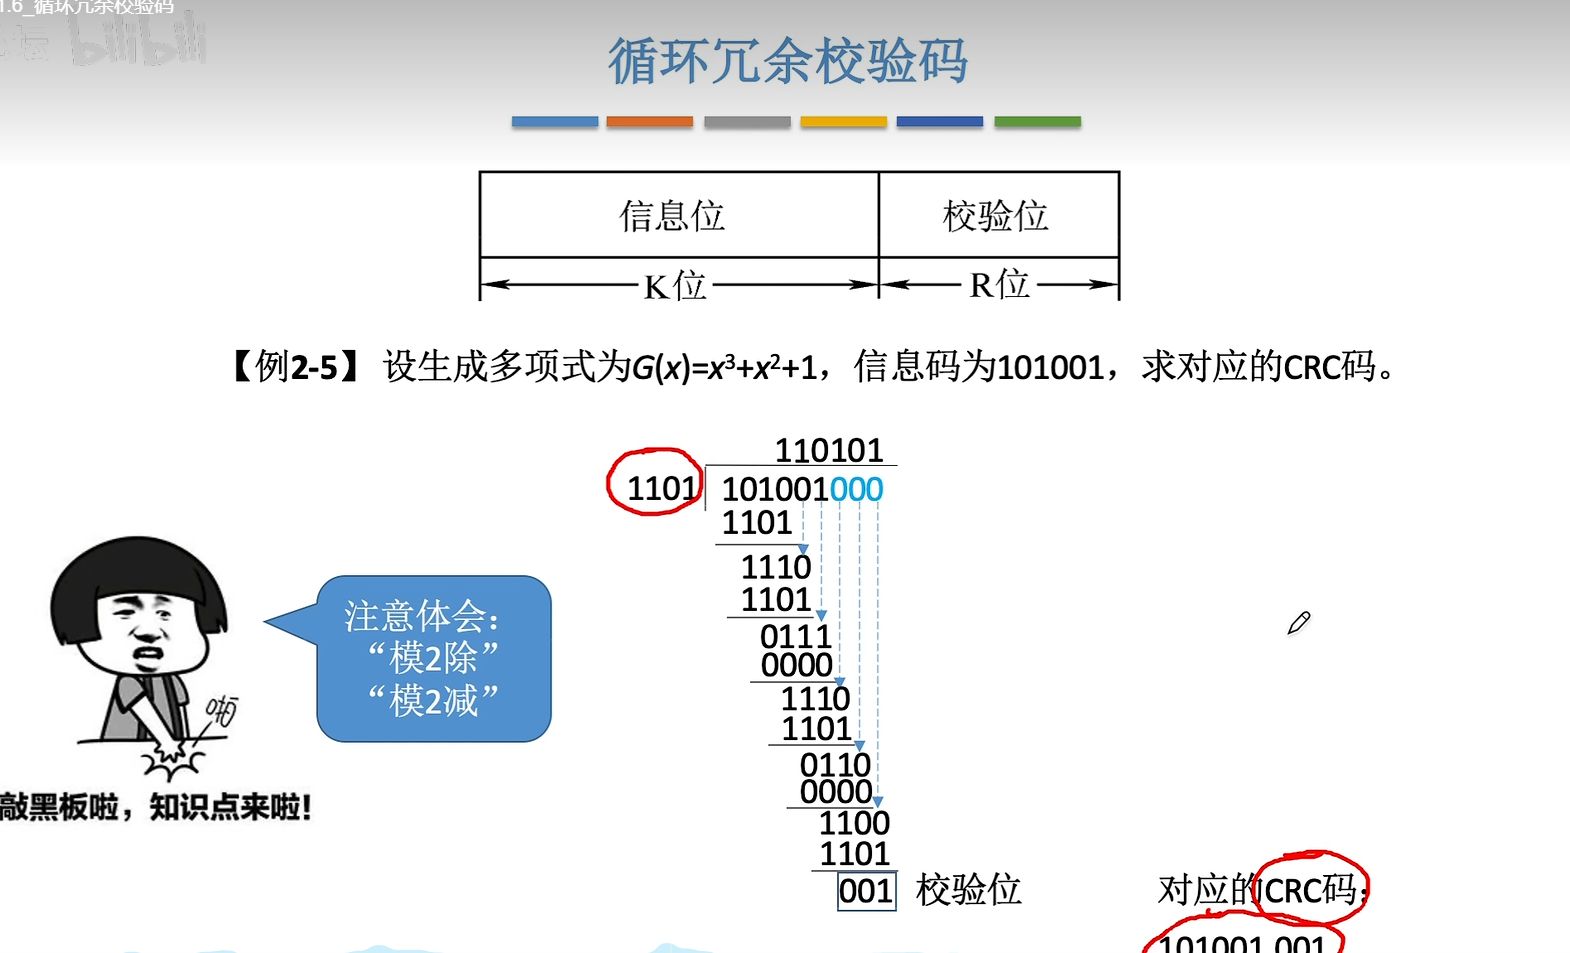 1.6_循环冗余校验码
bilibili
循环冗余校验码
信息位 校验位
K位 R位
【例2-5】 设生成多项式为G(x)=x³+x²+1，信息码为101001，求对应的CRC码。
110101
1101 101001000
1101
1110
1101
0111
0000
1110
1101
0110
0000
1100
1101
001 校验位
注意体会：
“模2除”
“模2减”
啪
敲黑板啦，知识点来啦!
对应的CRC码:
101001 001